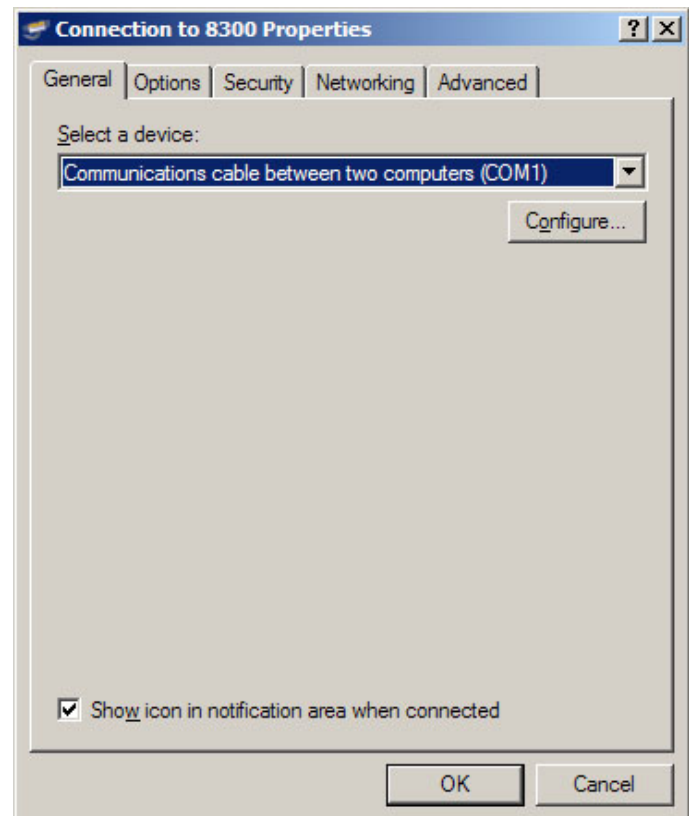 Connection to 8300 Properties ? X
General Options Security Networking Advanced
Select a device:
Communications cable between two computers (COM1)
Configure...
Show icon in notification area when connected
OK Cancel